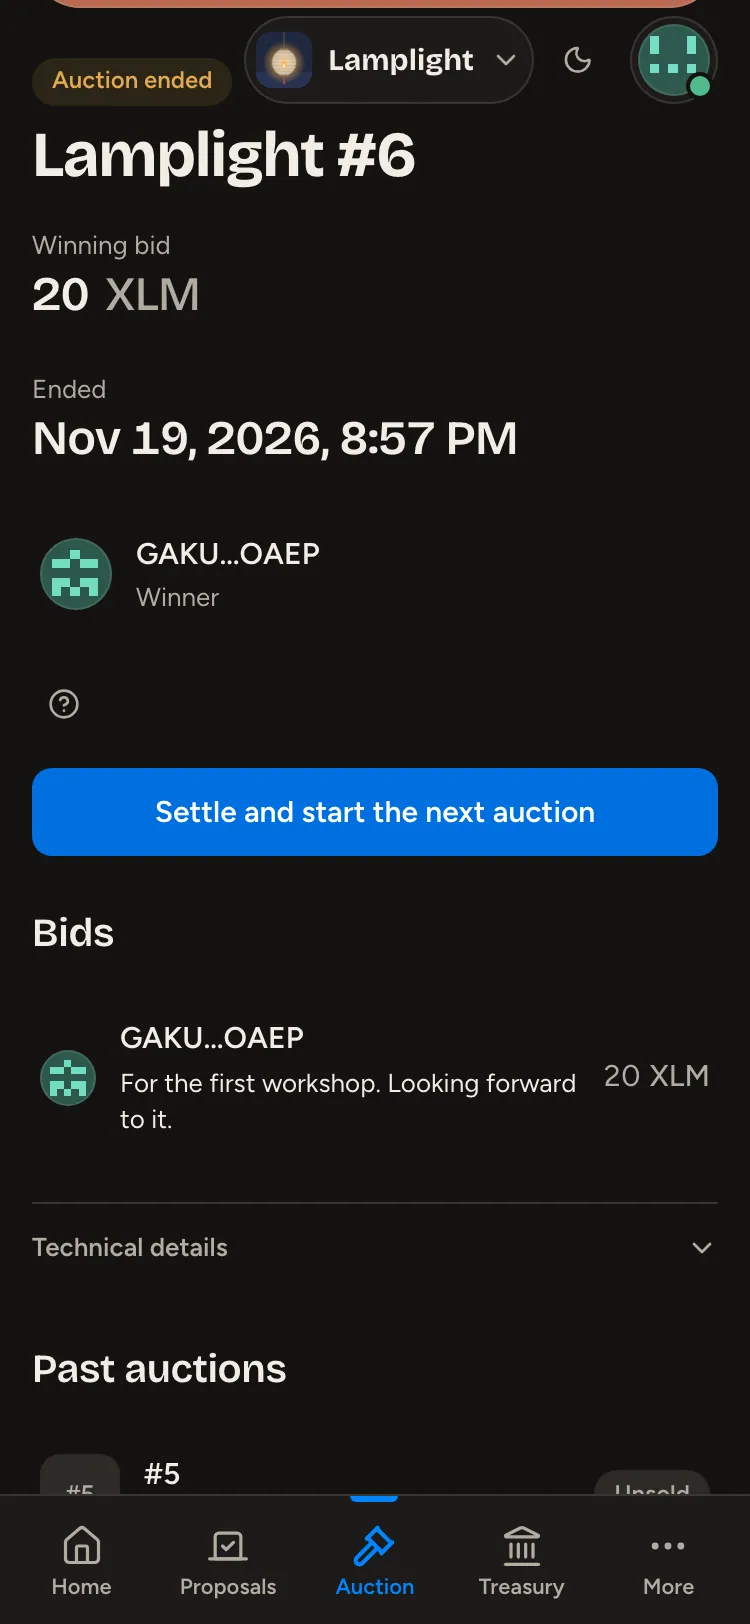 Auction ended
Lamplight
Lamplight #6
Winning bid
20 XLM
Ended
Nov 19, 2026, 8:57 PM
GAKU...OAEP
Winner
Settle and start the next auction
Bids
GAKU...OAEP
For the first workshop. Looking forward
to it.
20 XLM
Technical details
Past auctions
#5
#5
Unsold
Home
Proposals
Auction
Treasury
More